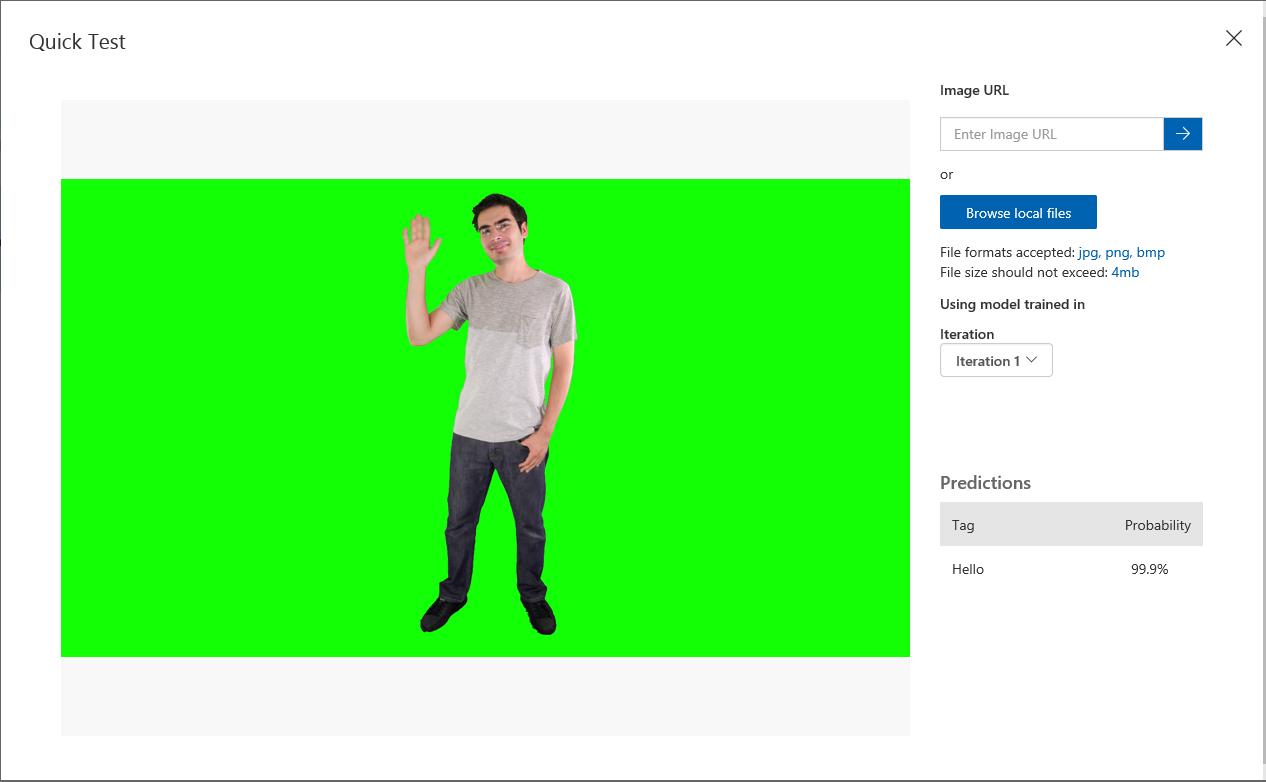 Quick Test
Image URL
Enter Image URL
or
Browse local files
File formats accepted: jpg, png, bmp
File size should not exceed: 4mb
Using model trained in
Iteration
Iteration 1
Predictions
Tag Probability
Hello 99.9%